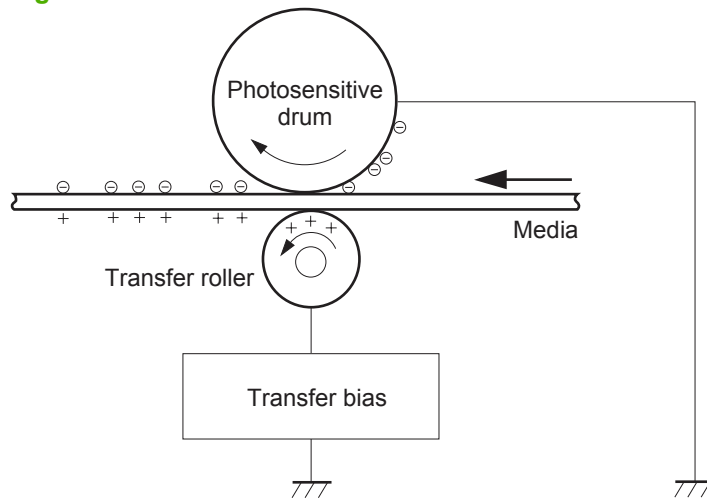 Photosensitive
drum
Media
Transfer roller
Transfer bias